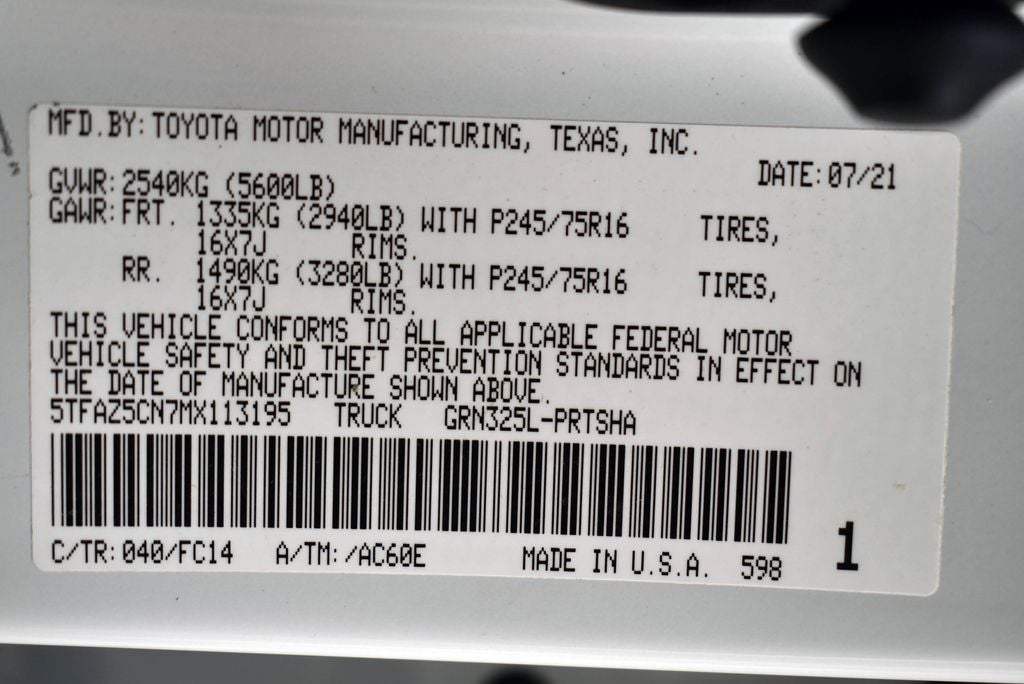 MFD.BY: TOYOTA MOTOR MANUFACTURING, TEXAS, INC.
DATE: 07/21
GVWR: 2540KG (5600LB)
GAWR: FRT. 1335KG (2940LB) WITH P245/75R16 TIRES,
16X7J RIMS.
RR. 1490KG (3280LB) WITH P245/75R16 TIRES,
16X7J RIMS.
THIS VEHICLE CONFORMS TO ALL APPLICABLE FEDERAL MOTOR
VEHICLE SAFETY AND THEFT PREVENTION STANDARDS IN EFFECT ON
THE DATE OF MANUFACTURE SHOWN ABOVE.
5TFAZ5CN7MX113195 TRUCK GRN325L-PRTSHA
C/TR: 040/FC14 A/TM: /AC60E MADE IN U.S.A. 598 1